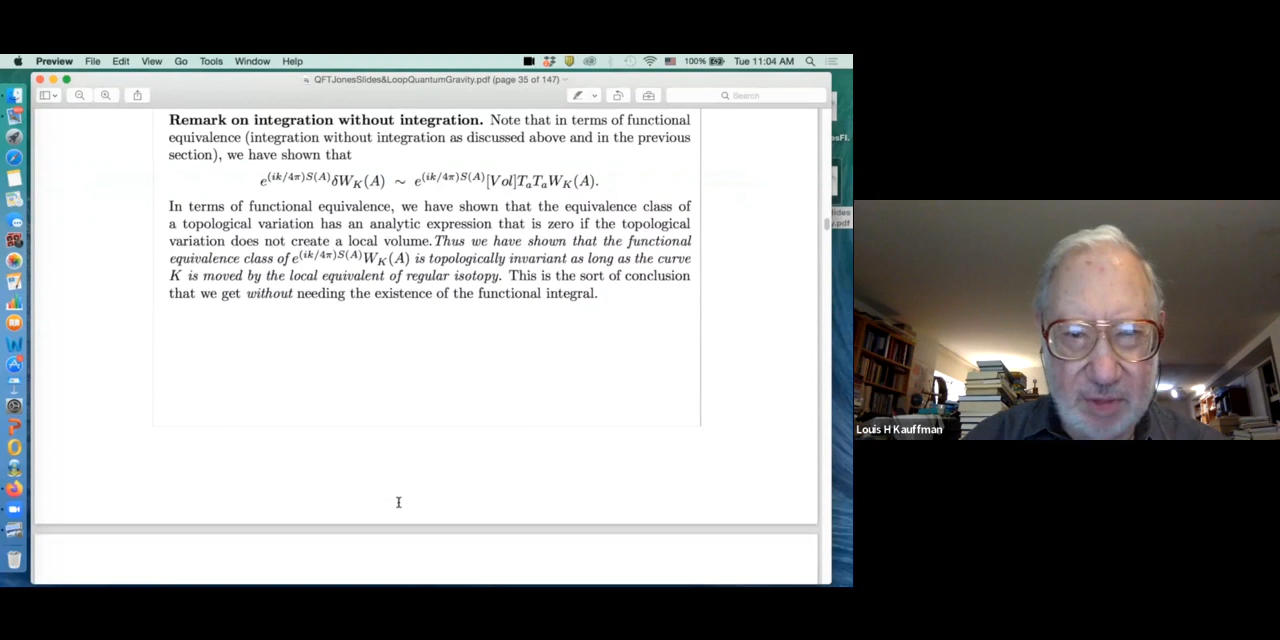 Preview File Edit View Go Tools Window Help
100% Tue 11:04 AM
QFTJonesSlides&LoopQuantumGravity.pdf (page 35 of 147)
Search
Remark on integration without integration. Note that in terms of functional
equivalence (integration without integration as discussed above and in the previous
section), we have shown that
e^{(ik/4π)S(A)}δW_K(A) ∼ e^{(ik/4π)S(A)}[Vol]T_aT_aW_K(A).
In terms of functional equivalence, we have shown that the equivalence class of
a topological variation has an analytic expression that is zero if the topological
variation does not create a local volume. Thus we have shown that the functional
equivalence class of e^{(ik/4π)S(A)}W_K(A) is topologically invariant as long as the curve
K is moved by the local equivalent of regular isotopy. This is the sort of conclusion
that we get without needing the existence of the functional integral.
Louis H Kauffman